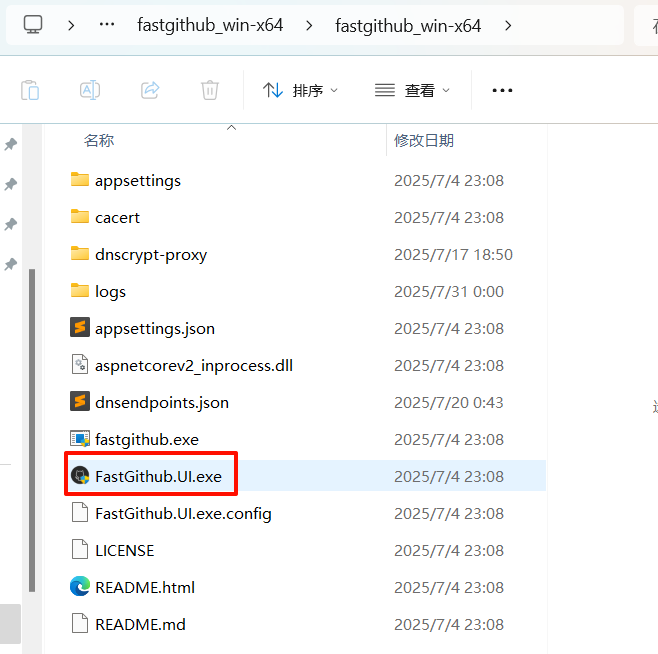 … > fastgithub_win-x64 > fastgithub_win-x64 >
排序 查看 …
名称 修改日期
appsettings 2025/7/4 23:08
cacert 2025/7/4 23:08
dnscrypt-proxy 2025/7/17 18:50
logs 2025/7/31 0:00
appsettings.json 2025/7/4 23:08
aspnetcorev2_inprocess.dll 2025/7/4 23:08
dnsendpoints.json 2025/7/20 0:43
fastgithub.exe 2025/7/4 23:08
FastGithub.UI.exe 2025/7/4 23:08
FastGithub.UI.exe.config 2025/7/4 23:08
LICENSE 2025/7/4 23:08
README.html 2025/7/4 23:08
README.md 2025/7/4 23:08